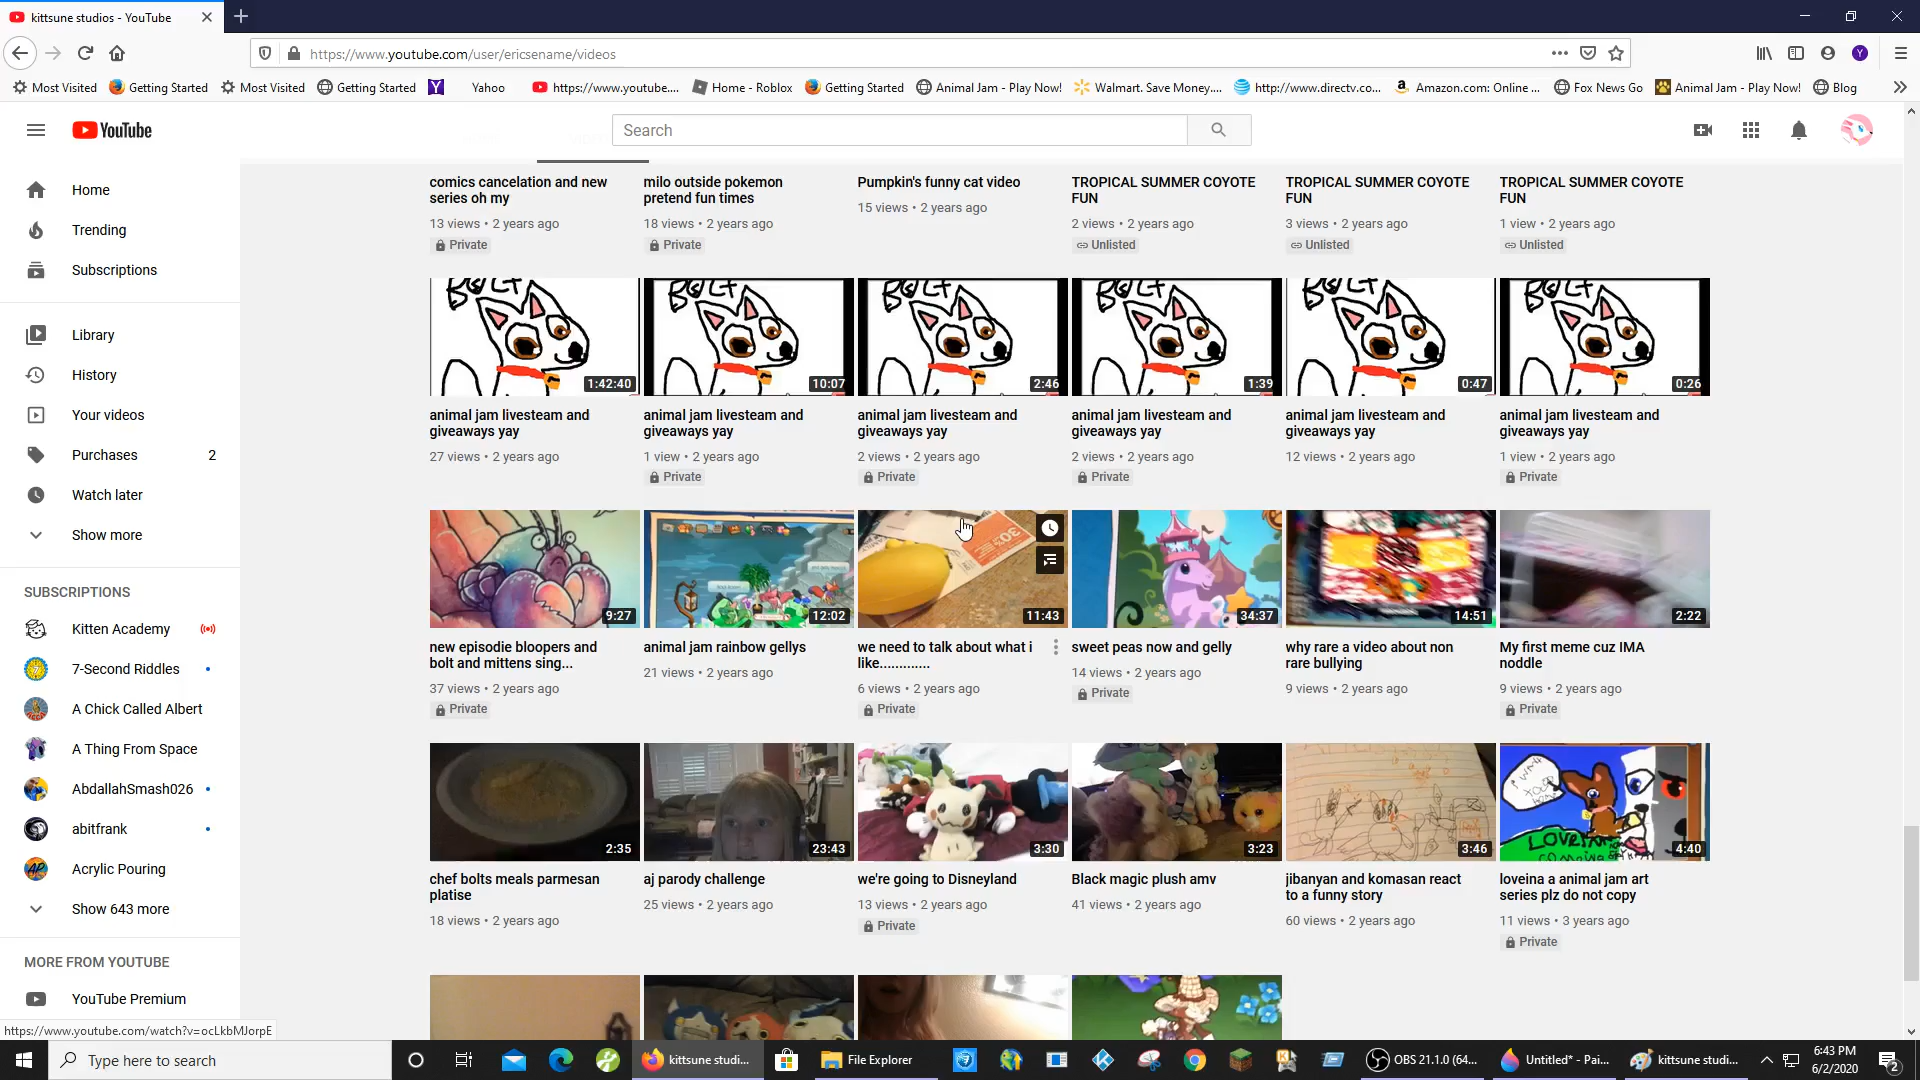 kittsune studios - YouTube
https://www.youtube.com/user/ericsename/videos
Most Visited Getting Started Most Visited Getting Started Yahoo https://www.youtube.... Home - Roblox Getting Started Animal Jam - Play Now! Walmart. Save Money,... http://www.directv.co... Amazon.com: Online ... Fox News Go Animal Jam - Play Now! Blog
YouTube
Search
Home
Trending
Subscriptions
Library
History
Your videos
Purchases 2
Watch later
Show more
SUBSCRIPTIONS
Kitten Academy
7-Second Riddles
A Chick Called Albert
A Thing From Space
AbdallahSmash026
abitfrank
Acrylic Pouring
Show 643 more
MORE FROM YOUTUBE
YouTube Premium
https://www.youtube.com/watch?v=ocLkbMJorpE
comics cancelation and new
series oh my
13 views • 2 years ago
Private
milo outside pokemon
pretend fun times
18 views • 2 years ago
Private
Pumpkin's funny cat video
15 views • 2 years ago
TROPICAL SUMMER COYOTE
FUN
2 views • 2 years ago
Unlisted
TROPICAL SUMMER COYOTE
FUN
3 views • 2 years ago
Unlisted
TROPICAL SUMMER COYOTE
FUN
1 view • 2 years ago
Unlisted
BOLT
1:42:40
animal jam livesteam and
giveaways yay
27 views • 2 years ago
BOLT
10:07
animal jam livesteam and
giveaways yay
1 view • 2 years ago
Private
BOLT
2:46
animal jam livesteam and
giveaways yay
2 views • 2 years ago
Private
BOLT
1:39
animal jam livesteam and
giveaways yay
2 views • 2 years ago
Private
BOLT
0:47
animal jam livesteam and
giveaways yay
12 views • 2 years ago
BOLT
0:26
animal jam livesteam and
giveaways yay
1 view • 2 years ago
Private
9:27
new episodie bloopers and
bolt and mittens sing...
37 views • 2 years ago
Private
12:02
animal jam rainbow gellys
21 views • 2 years ago
30
11:43
we need to talk about what i
like.............
6 views • 2 years ago
Private
34:37
sweet peas now and gelly
14 views • 2 years ago
Private
14:51
why rare a video about non
rare bullying
9 views • 2 years ago
2:22
My first meme cuz IMA
noddle
9 views • 2 years ago
Private
2:35
chef bolts meals parmesan
platise
18 views • 2 years ago
23:43
aj parody challenge
25 views • 2 years ago
3:30
we're going to Disneyland
13 views • 2 years ago
Private
3:23
Black magic plush amv
41 views • 2 years ago
3:46
jibanyan and komasan react
to a funny story
60 views • 2 years ago
4:40
loveina a animal jam art
series plz do not copy
11 views • 3 years ago
Private
Type here to search
kittsune studi...
File Explorer
OBS 21.1.0 (64...
Untitled* - Pai...
kittsune studi...
6:43 PM
6/2/2020
2